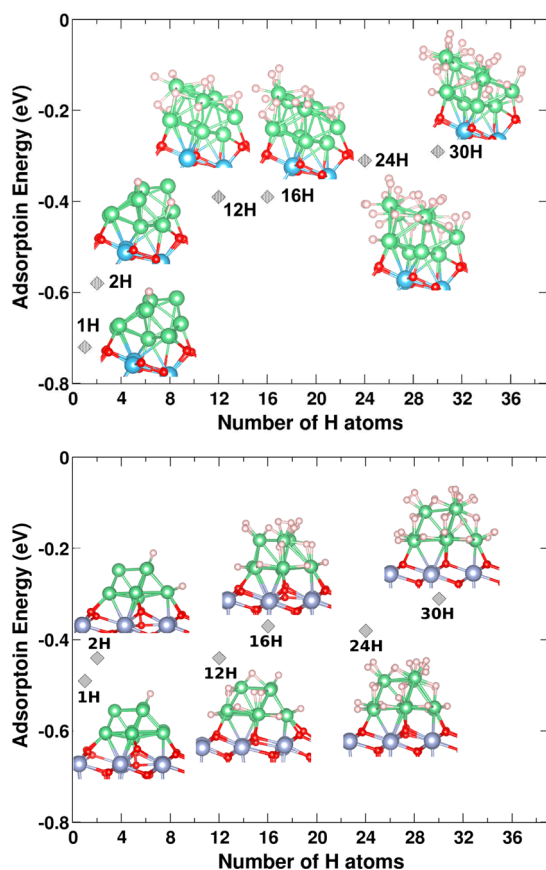 0
-0.2
-0.4
-0.6
-0.8
Adsorptoin Energy (eV)
30H
24H
12H
16H
2H
1H
0 4 8 12 16 20 24 28 32 36
Number of H atoms
0
-0.2
-0.4
-0.6
-0.8
Adsorptoin Energy (eV)
30H
16H
24H
2H
12H
1H
0 4 8 12 16 20 24 28 32 36
Number of H atoms